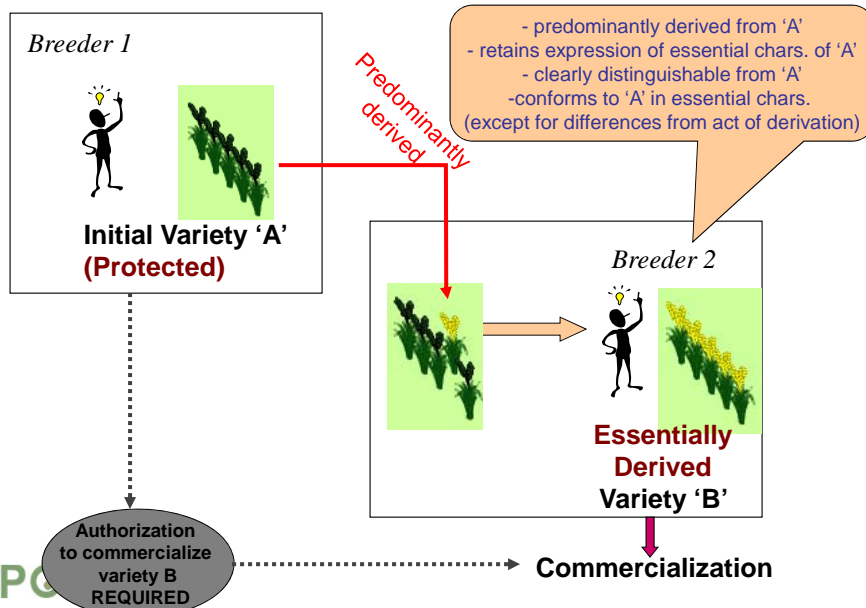 Breeder 1
Initial Variety ‘A’
(Protected)
Predominantly
derived
- predominantly derived from ‘A’
- retains expression of essential chars. of ‘A’
- clearly distinguishable from ‘A’
-conforms to ‘A’ in essential chars.
(except for differences from act of derivation)
Breeder 2
Essentially
Derived
Variety ‘B’
Authorization
to commercialize
variety B
REQUIRED
Commercialization